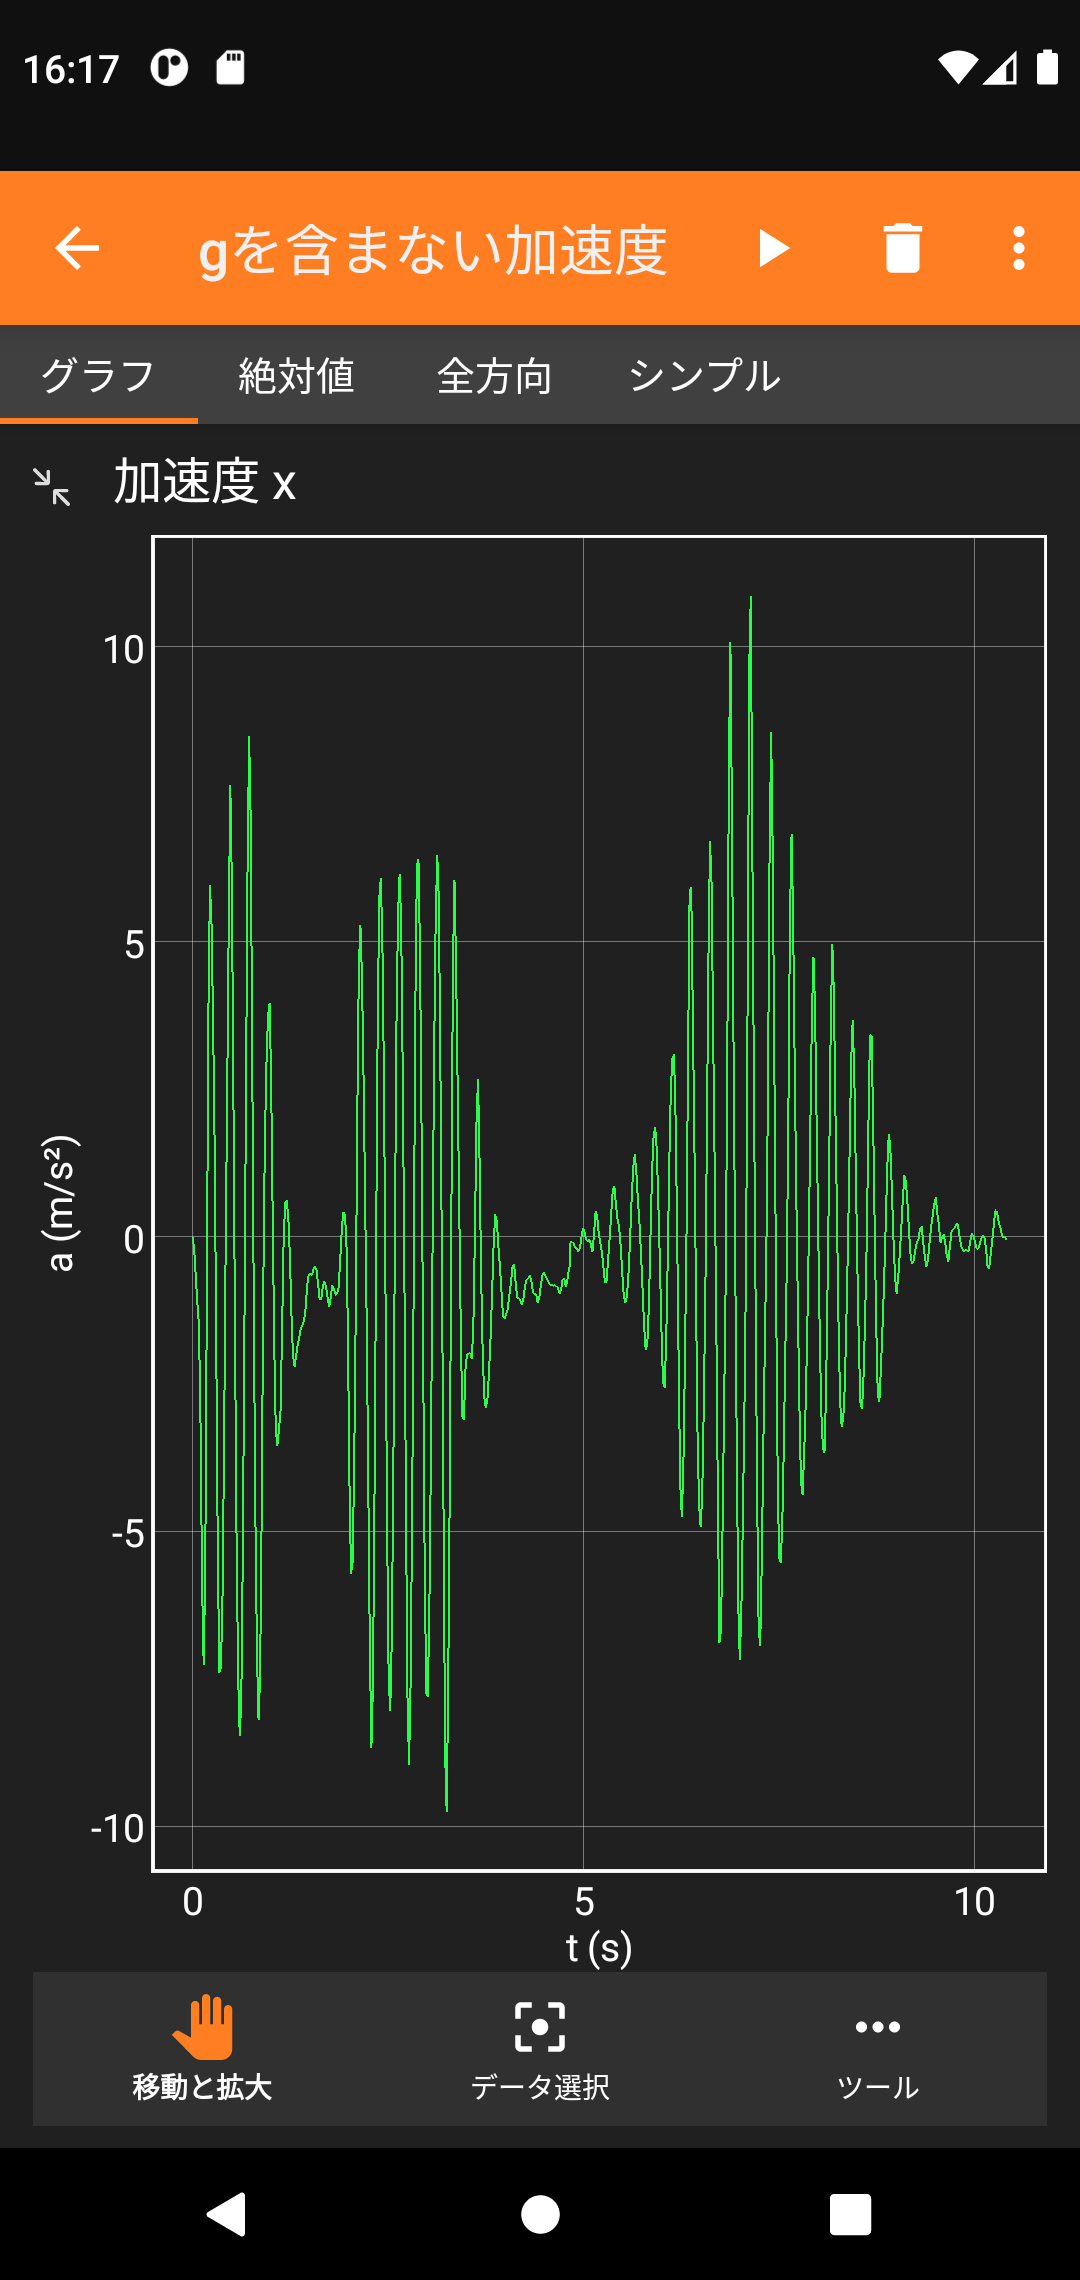 16:17
gを含まない加速度
グラフ 絶対値 全方向 シンプル
加速度 x
10
5
0
-5
-10
a (m/s²)
0 5 10
t (s)
移動と拡大 データ選択 ツール